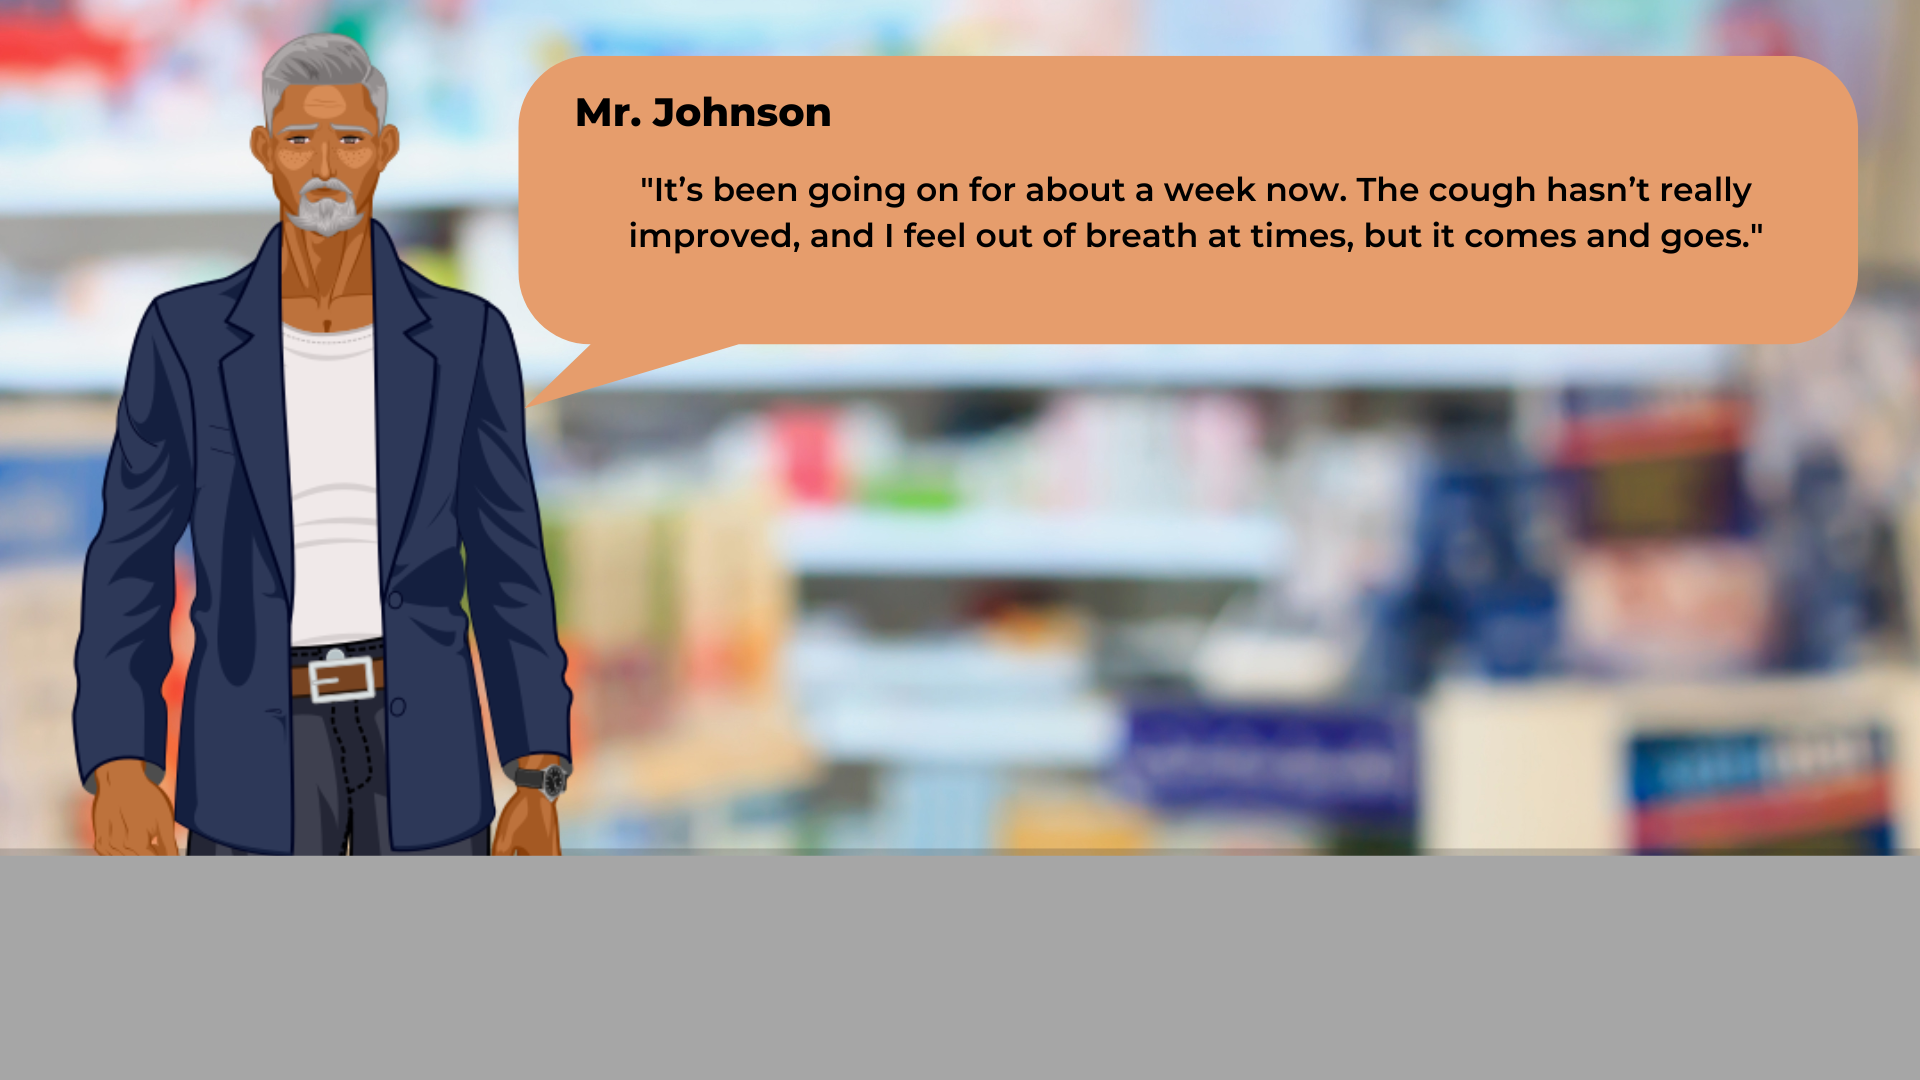 Mr. Johnson
"It’s been going on for about a week now. The cough hasn’t really
improved, and I feel out of breath at times, but it comes and goes."